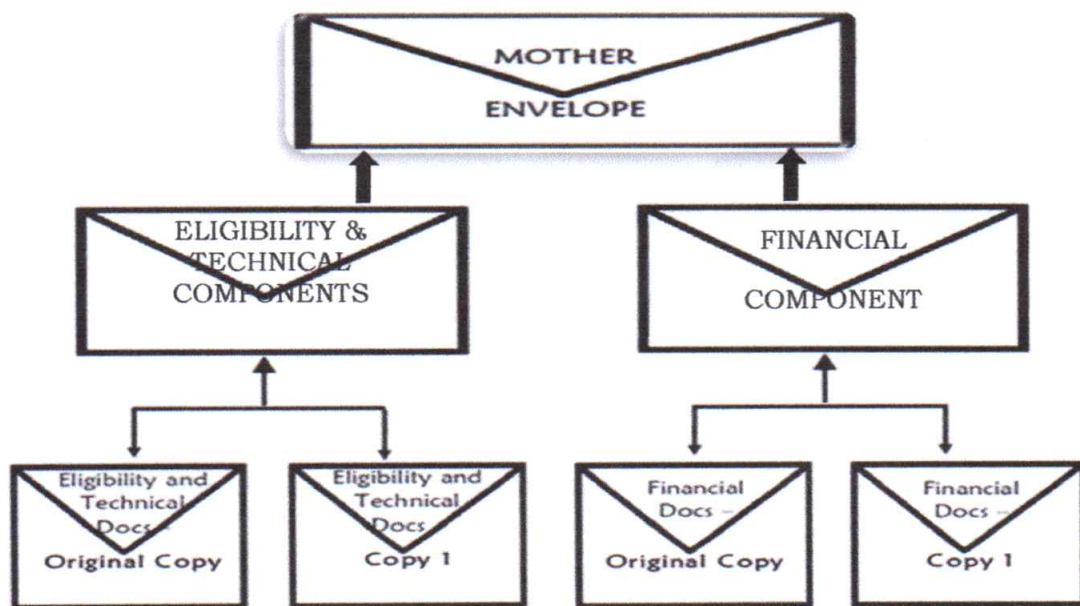 MOTHER
ENVELOPE
ELIGIBILITY &
TECHNICAL
COMPONENTS
FINANCIAL
COMPONENT
Eligibility and
Technical
Docs -
Original Copy
Eligibility and
Technical
Docs
Copy 1
Financial
Docs –
Original Copy
Financial
Docs –
Copy 1